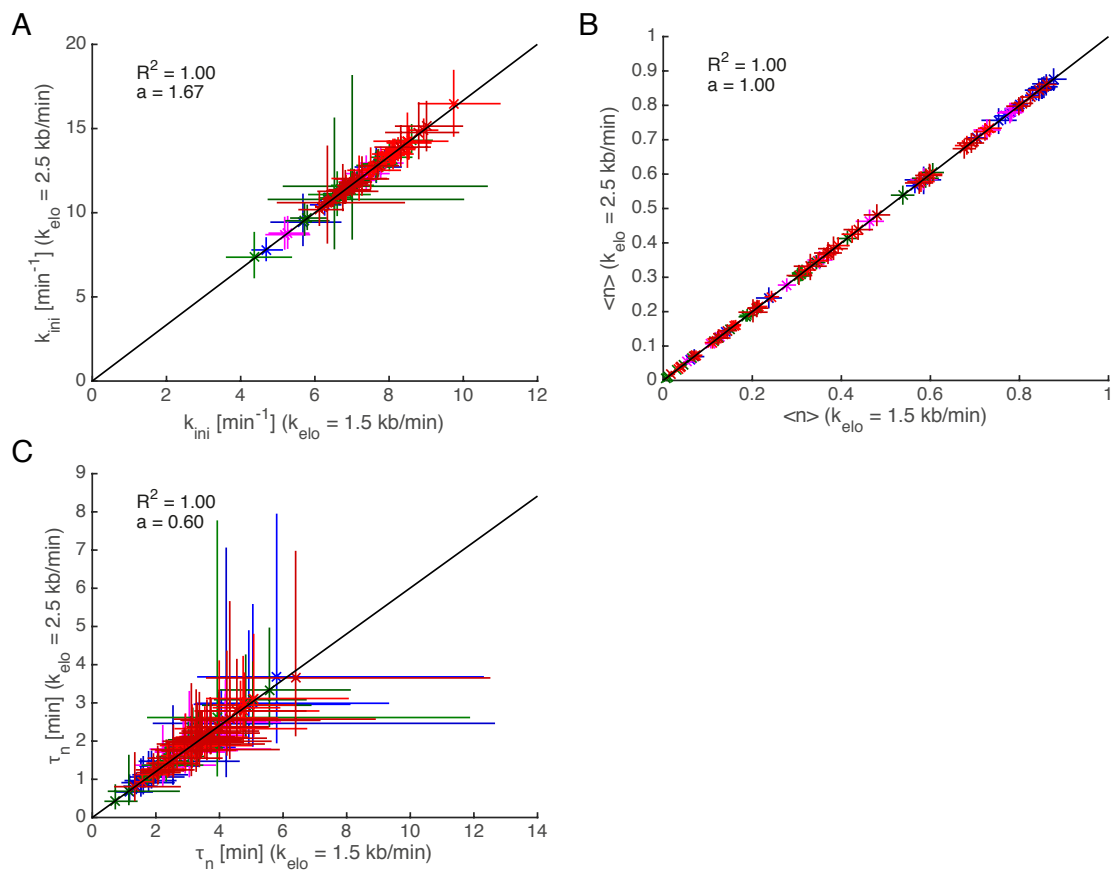 A
R² = 1.00
a = 1.67
20
15
10
5
0
0 2 4 6 8 10 12
k_ini [min⁻¹] (k_elo = 2.5 kb/min)
k_ini [min⁻¹] (k_elo = 1.5 kb/min)
B
R² = 1.00
a = 1.00
1
0.9
0.8
0.7
0.6
0.5
0.4
0.3
0.2
0.1
0
0 0.2 0.4 0.6 0.8 1
<n> (k_elo = 2.5 kb/min)
<n> (k_elo = 1.5 kb/min)
C
R² = 1.00
a = 0.60
9
8
7
6
5
4
3
2
1
0
0 2 4 6 8 10 12 14
τ_n [min] (k_elo = 2.5 kb/min)
τ_n [min] (k_elo = 1.5 kb/min)